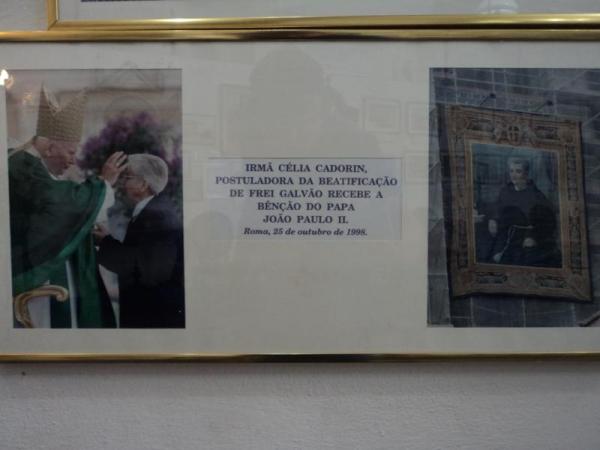 IRMÃ CÉLIA CADORIN,
POSTULADORA DA BEATIFICAÇÃO
DE FREI GALVÃO RECEBE A
BÊNÇÃO DO PAPA
JOÃO PAULO II.
Roma, 25 de outubro de 1998.